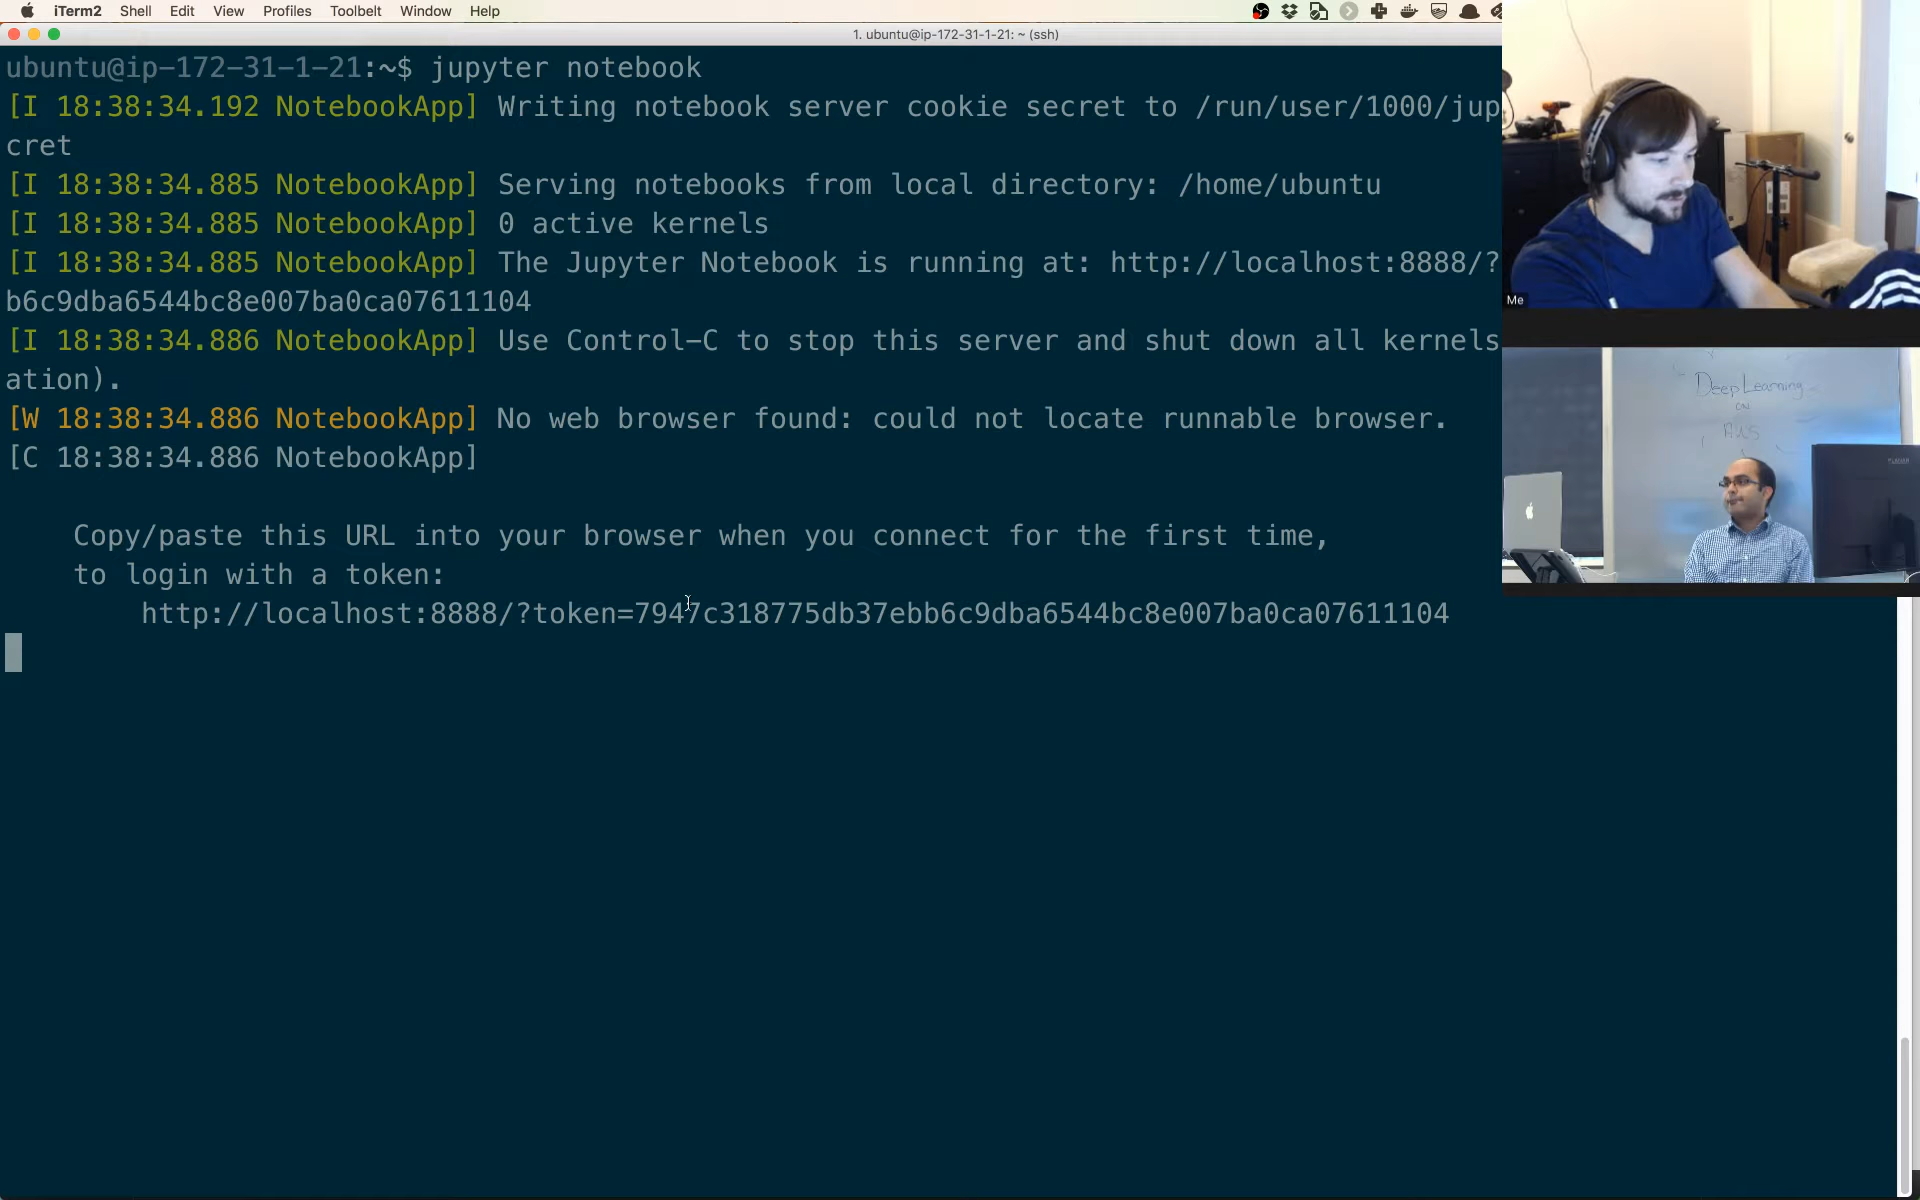 iTerm2 Shell Edit View Profiles Toolbelt Window Help
1. ubuntu@ip-172-31-1-21: ~ (ssh)
ubuntu@ip-172-31-1-21:~$ jupyter notebook
[I 18:38:34.192 NotebookApp] Writing notebook server cookie secret to /run/user/1000/jup
cret
[I 18:38:34.885 NotebookApp] Serving notebooks from local directory: /home/ubuntu
[I 18:38:34.885 NotebookApp] 0 active kernels
[I 18:38:34.885 NotebookApp] The Jupyter Notebook is running at: http://localhost:8888/?
b6c9dba6544bc8e007ba0ca07611104
[I 18:38:34.886 NotebookApp] Use Control-C to stop this server and shut down all kernels
ation).
[W 18:38:34.886 NotebookApp] No web browser found: could not locate runnable browser.
[C 18:38:34.886 NotebookApp]
Copy/paste this URL into your browser when you connect for the first time,
to login with a token:
http://localhost:8888/?token=7947c318775db37ebb6c9dba6544bc8e007ba0ca07611104
Me
Deep Learning
on
AWS